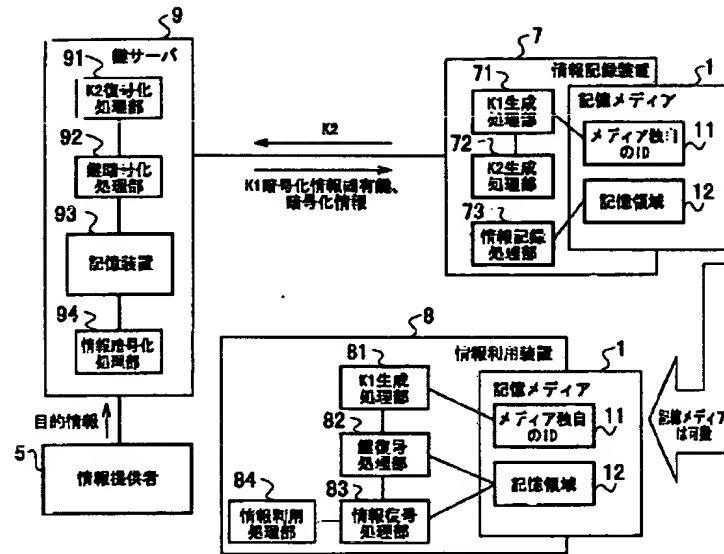 9
鍵サーバ
91
K2復号化
処理部
92
鍵暗号化
処理部
93
記憶装置
94
情報暗号化
処理部
目的情報
5
情報提供者
K2
K1暗号化情報固有鍵、
暗号化情報
7
情報記録装置
71
K1生成
処理部
72
K2生成
処理部
73
情報記録
処理部
1
記憶メディア
メディア独自
のID
11
記憶領域
12
8
情報利用装置
81
K1生成処
理部
82
鍵復号
処理部
83
情報復号
処理部
84
情報利用
処理部
1
記憶メディア
メディア独自
のID
11
記憶領域
12
記憶メディア
は可搬